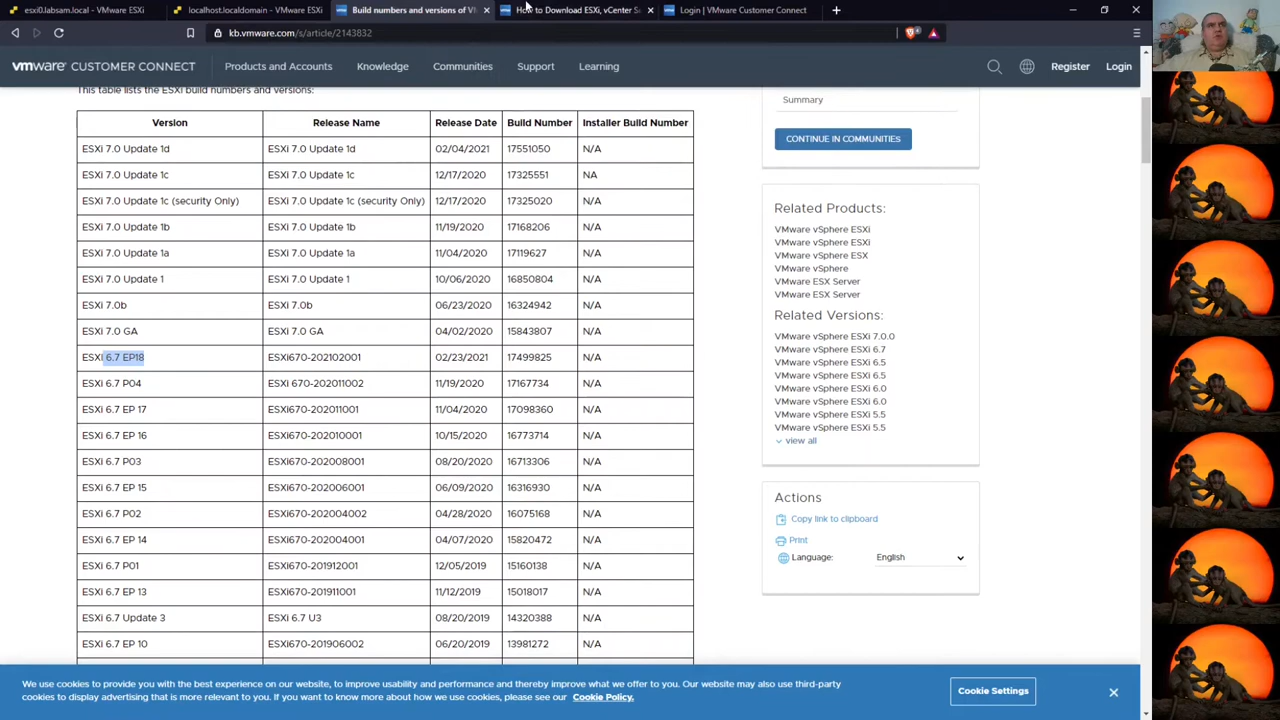 esxi0.labsam.local - VMware ESXi
localhost.localdomain - VMware ESXi
Build numbers and versions of VM
How to Download ESXi, vCenter Se
Login | VMware Customer Connect
kb.vmware.com/s/article/2143832
vmware CUSTOMER CONNECT
Products and Accounts
Knowledge
Communities
Support
Learning
Register
Login
This table lists the ESXi build numbers and versions:
Version Release Name Release Date Build Number Installer Build Number
ESXi 7.0 Update 1d ESXi 7.0 Update 1d 02/04/2021 17551050 N/A
ESXi 7.0 Update 1c ESXi 7.0 Update 1c 12/17/2020 17325551 NA
ESXi 7.0 Update 1c (security Only) ESXi 7.0 Update 1c (security Only) 12/17/2020 17325020 N/A
ESXi 7.0 Update 1b ESXi 7.0 Update 1b 11/19/2020 17168206 N/A
ESXi 7.0 Update 1a ESXi 7.0 Update 1a 11/04/2020 17119627 N/A
ESXi 7.0 Update 1 ESXi 7.0 Update 1 10/06/2020 16850804 N/A
ESXi 7.0b ESXi 7.0b 06/23/2020 16324942 N/A
ESXi 7.0 GA ESXi 7.0 GA 04/02/2020 15843807 N/A
ESXi 6.7 EP18 ESXi670-202102001 02/23/2021 17499825 N/A
ESXi 6.7 P04 ESXi 670-202011002 11/19/2020 17167734 N/A
ESXi 6.7 EP 17 ESXi670-202011001 11/04/2020 17098360 N/A
ESXi 6.7 EP 16 ESXi670-202010001 10/15/2020 16773714 N/A
ESXi 6.7 P03 ESXi670-202008001 08/20/2020 16713306 N/A
ESXi 6.7 EP 15 ESXi670-202006001 06/09/2020 16316930 N/A
ESXi 6.7 P02 ESXi670-202004002 04/28/2020 16075168 N/A
ESXi 6.7 EP 14 ESXi670-202004001 04/07/2020 15820472 N/A
ESXi 6.7 P01 ESXi670-201912001 12/05/2019 15160138 N/A
ESXi 6.7 EP 13 ESXi670-201911001 11/12/2019 15018017 N/A
ESXi 6.7 Update 3 ESXi 6.7 U3 08/20/2019 14320388 N/A
ESXi 6.7 EP 10 ESXi670-201906002 06/20/2019 13981272 N/A
Summary
CONTINUE IN COMMUNITIES
Related Products:
VMware vSphere ESXi
VMware vSphere ESXi
VMware vSphere ESX
VMware vSphere
VMware ESX Server
VMware ESX Server
Related Versions:
VMware vSphere ESXi 7.0.0
VMware vSphere ESXi 6.7
VMware vSphere ESXi 6.5
VMware vSphere ESXi 6.5
VMware vSphere ESXi 6.0
VMware vSphere ESXi 6.0
VMware vSphere ESXi 5.5
VMware vSphere ESXi 5.5
view all
Actions
Copy link to clipboard
Print
Language: English
We use cookies to provide you with the best experience on our website, to improve usability and performance and thereby improve what we offer to you. Our website may also use third-party
cookies to display advertising that is more relevant to you. If you want to know more about how we use cookies, please see our Cookie Policy.
Cookie Settings